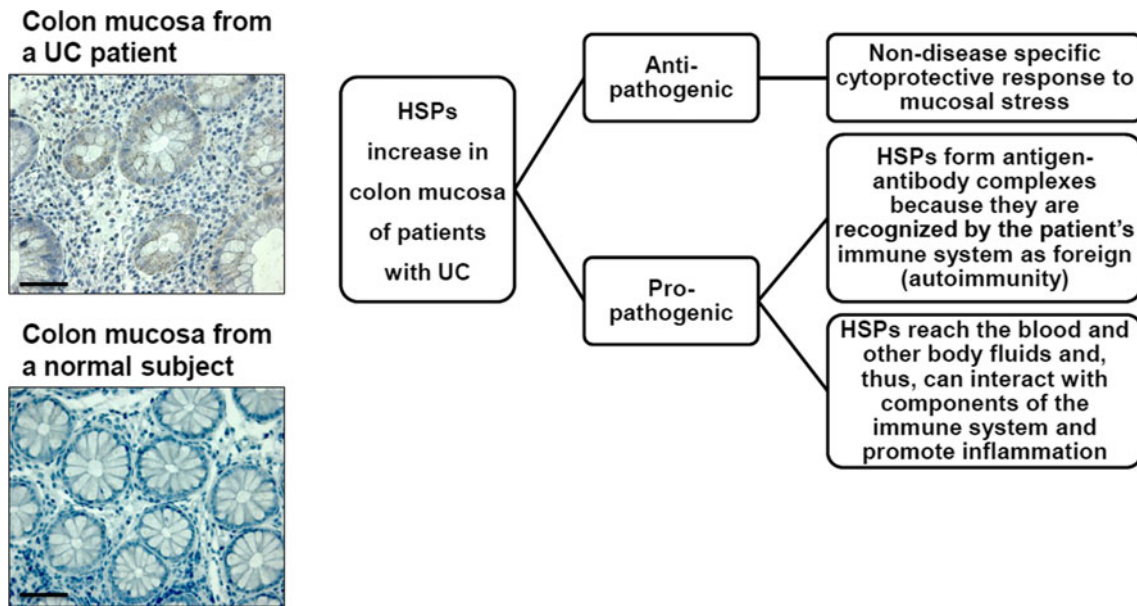 Colon mucosa from
a UC patient
Colon mucosa from
a normal subject
HSPs
increase in
colon mucosa
of patients
with UC
Anti-
pathogenic
Pro-
pathogenic
Non-disease specific
cytoprotective response to
mucosal stress
HSPs form antigen-
antibody complexes
because they are
recognized by the patient’s
immune system as foreign
(autoimmunity)
HSPs reach the blood and
other body fluids and,
thus, can interact with
components of the
immune system and
promote inflammation